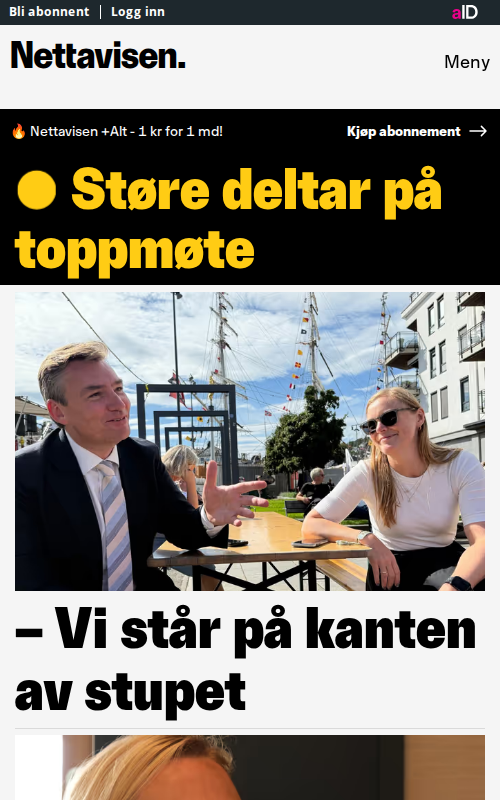 Bli abonnent | Logg inn
aID
Nettavisen.
Meny
🔥 Nettavisen +Alt - 1 kr for 1 md!
Kjøp abonnement →
Støre deltar på
toppmøte
– Vi står på kanten
av stupet